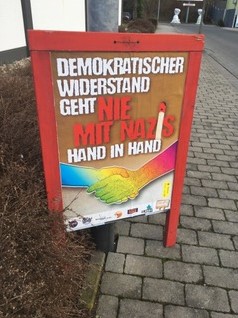 DEMOKRATISCHER
WIDERSTAND
GEHT NIE
MIT NAZIS
HAND IN HAND